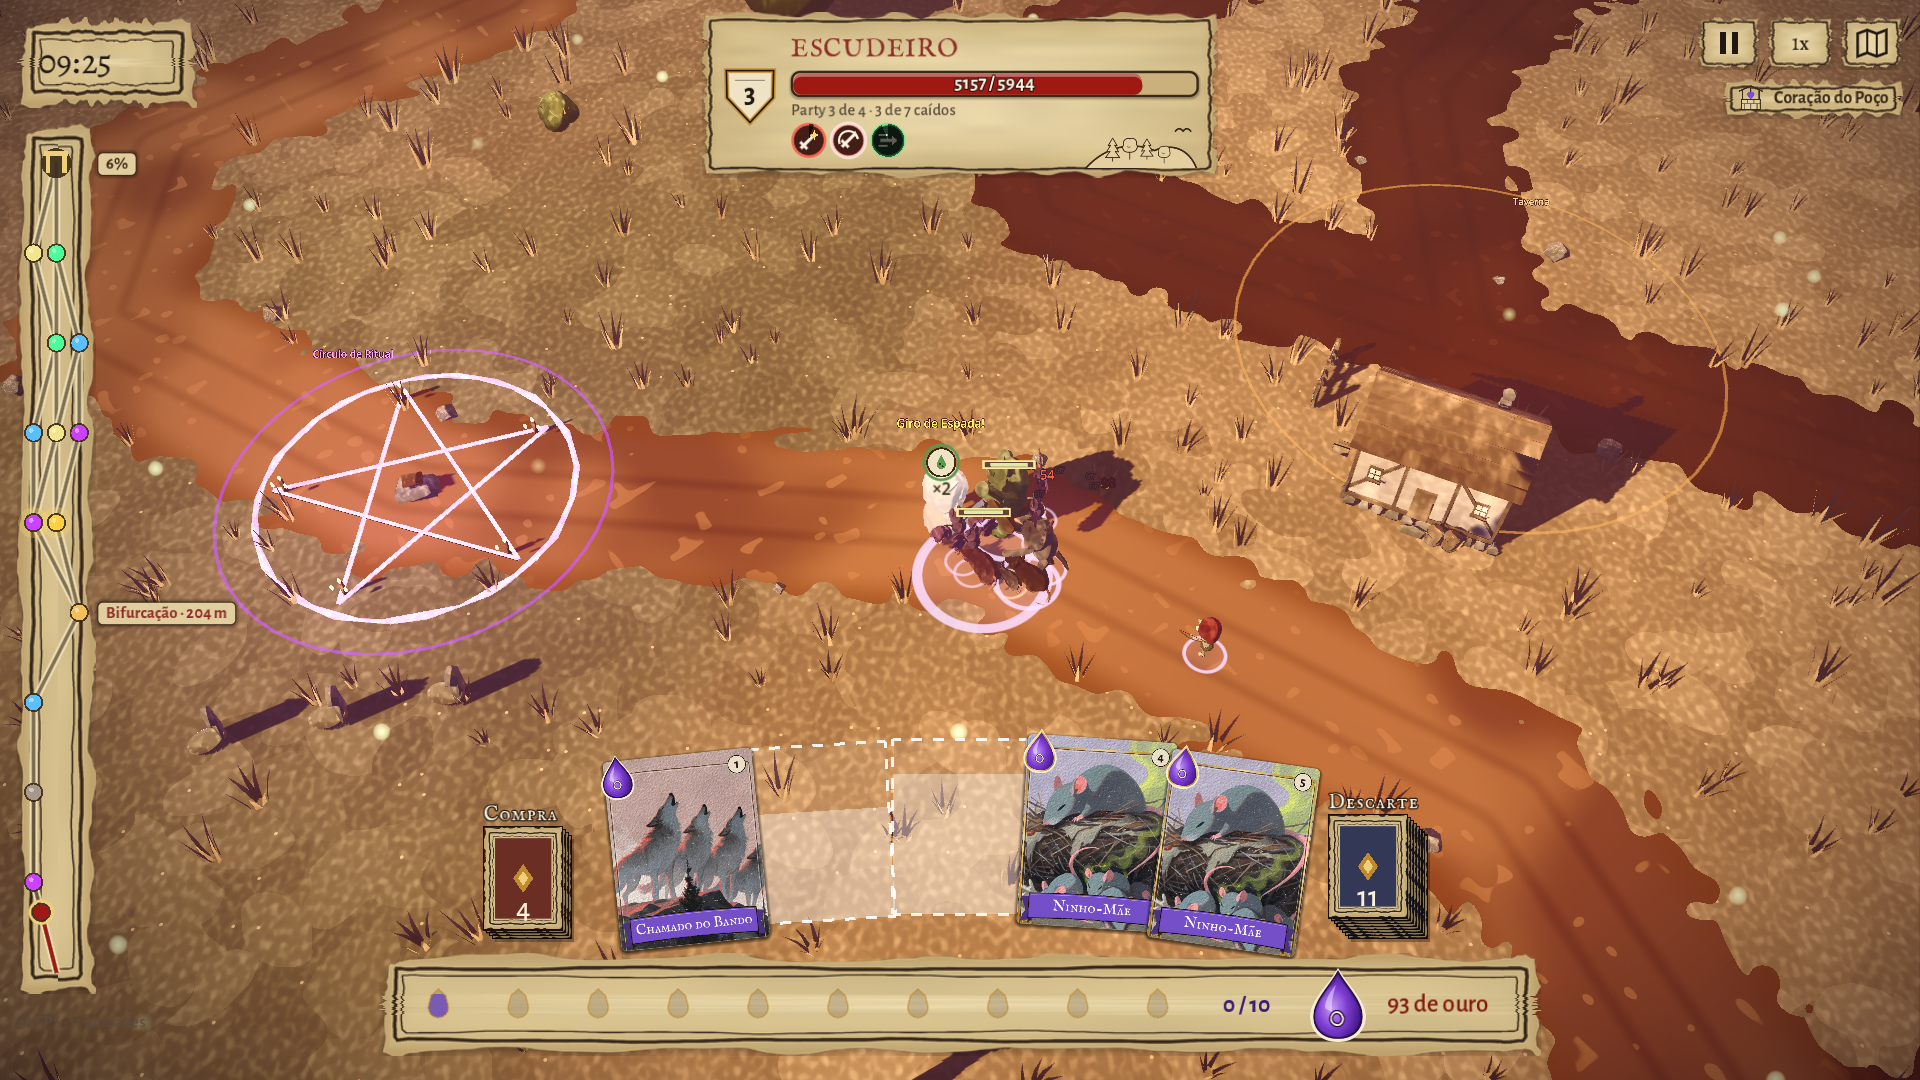 09:25
ESCUDEIRO
3
5157/5944
Party 3 de 4 · 3 de 7 caídos
1x
Coração do Poço
6%
Taverna
Círculo de Ritual
Giro de Espada!
×2
54
Bifurcação · 204 m
COMPRA
4
1
CHAMADO DO BANDO
4
NINHO-MÃE
5
NINHO-MÃE
DESCARTE
11
0/10
93 de ouro